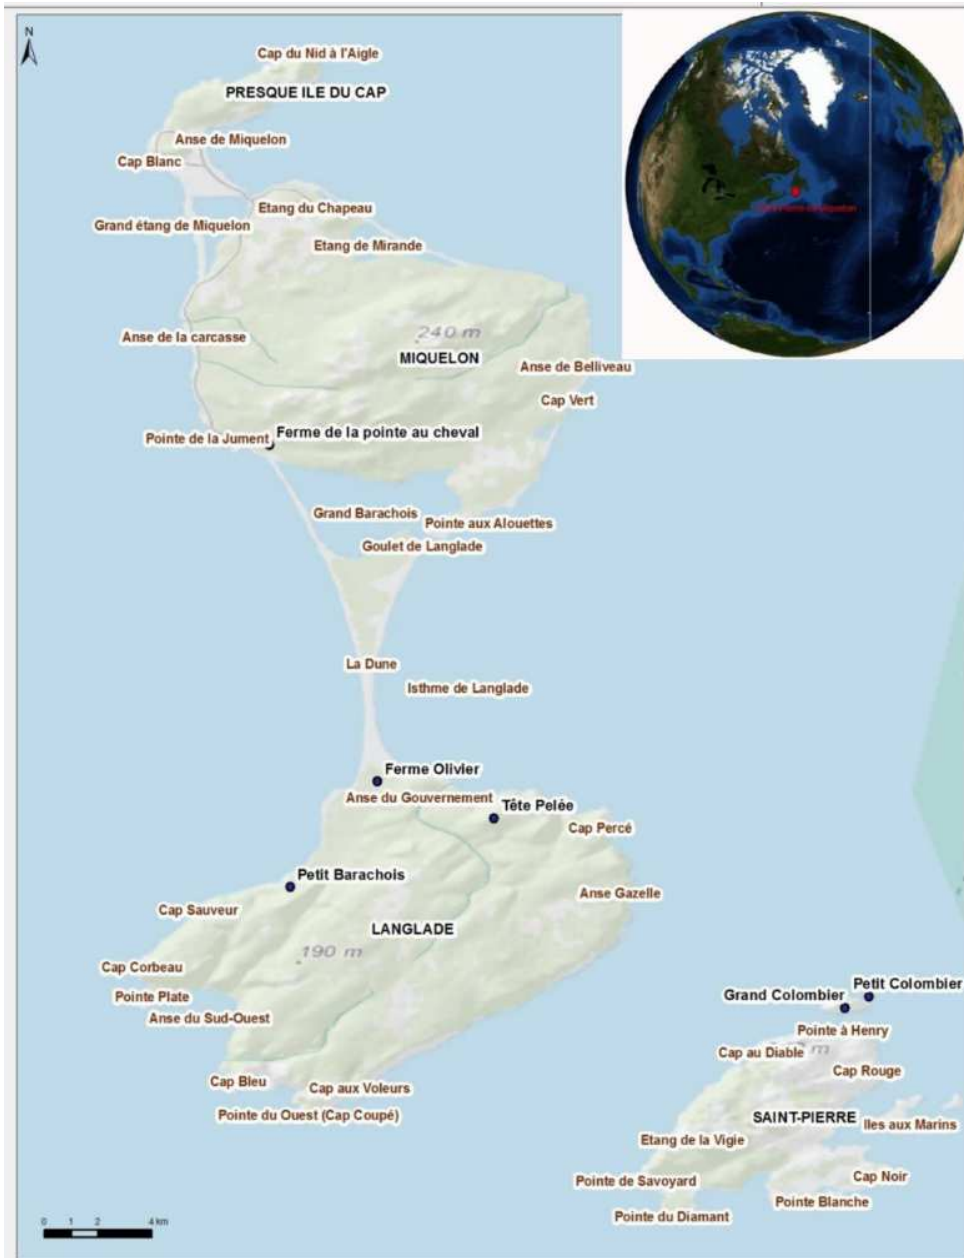 N
Cap du Nid à l'Aigle
PRESQUE ILE DU CAP
Anse de Miquelon
Cap Blanc
Etang du Chapeau
Grand étang de Miquelon
Etang de Mirande
240 m
Anse de la carcasse
MIQUELON
Anse de Belliveau
Cap Vert
Pointe de la Jument
Ferme de la pointe au cheval
Grand Barachois
Pointe aux Alouettes
Goulet de Langlade
La Dune
Isthme de Langlade
Ferme Olivier
Anse du Gouvernement
Tête Pelée
Cap Percé
Petit Barachois
Anse Gazelle
Cap Sauveur
LANGLADE
190 m
Cap Corbeau
Pointe Plate
Anse du Sud-Ouest
Petit Colombier
Grand Colombier
Pointe à Henry
Cap au Diable
m
Cap Rouge
Cap Bleu
Cap aux Voleurs
Pointe du Ouest (Cap Coupé)
SAINT-PIERRE
Iles aux Marins
Etang de la Vigie
Pointe de Savoyard
Cap Noir
Pointe Blanche
Pointe du Diamant
0 1 2 4 km